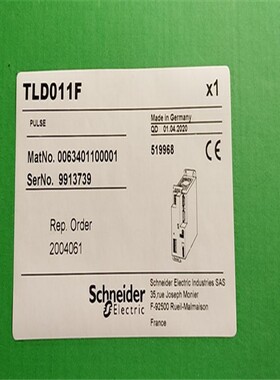 TLD011F
x1
PULSE
MatNo. 0063401100001
SerNo. 9913739
Made in Germany
QD 01.04.2020
519968
CE
Rep. Order
2004061
Schneider
Electric
Schneider Electric Industries SAS
35,rue Joseph Monier
F-92500 Rueil-Malmaison
France